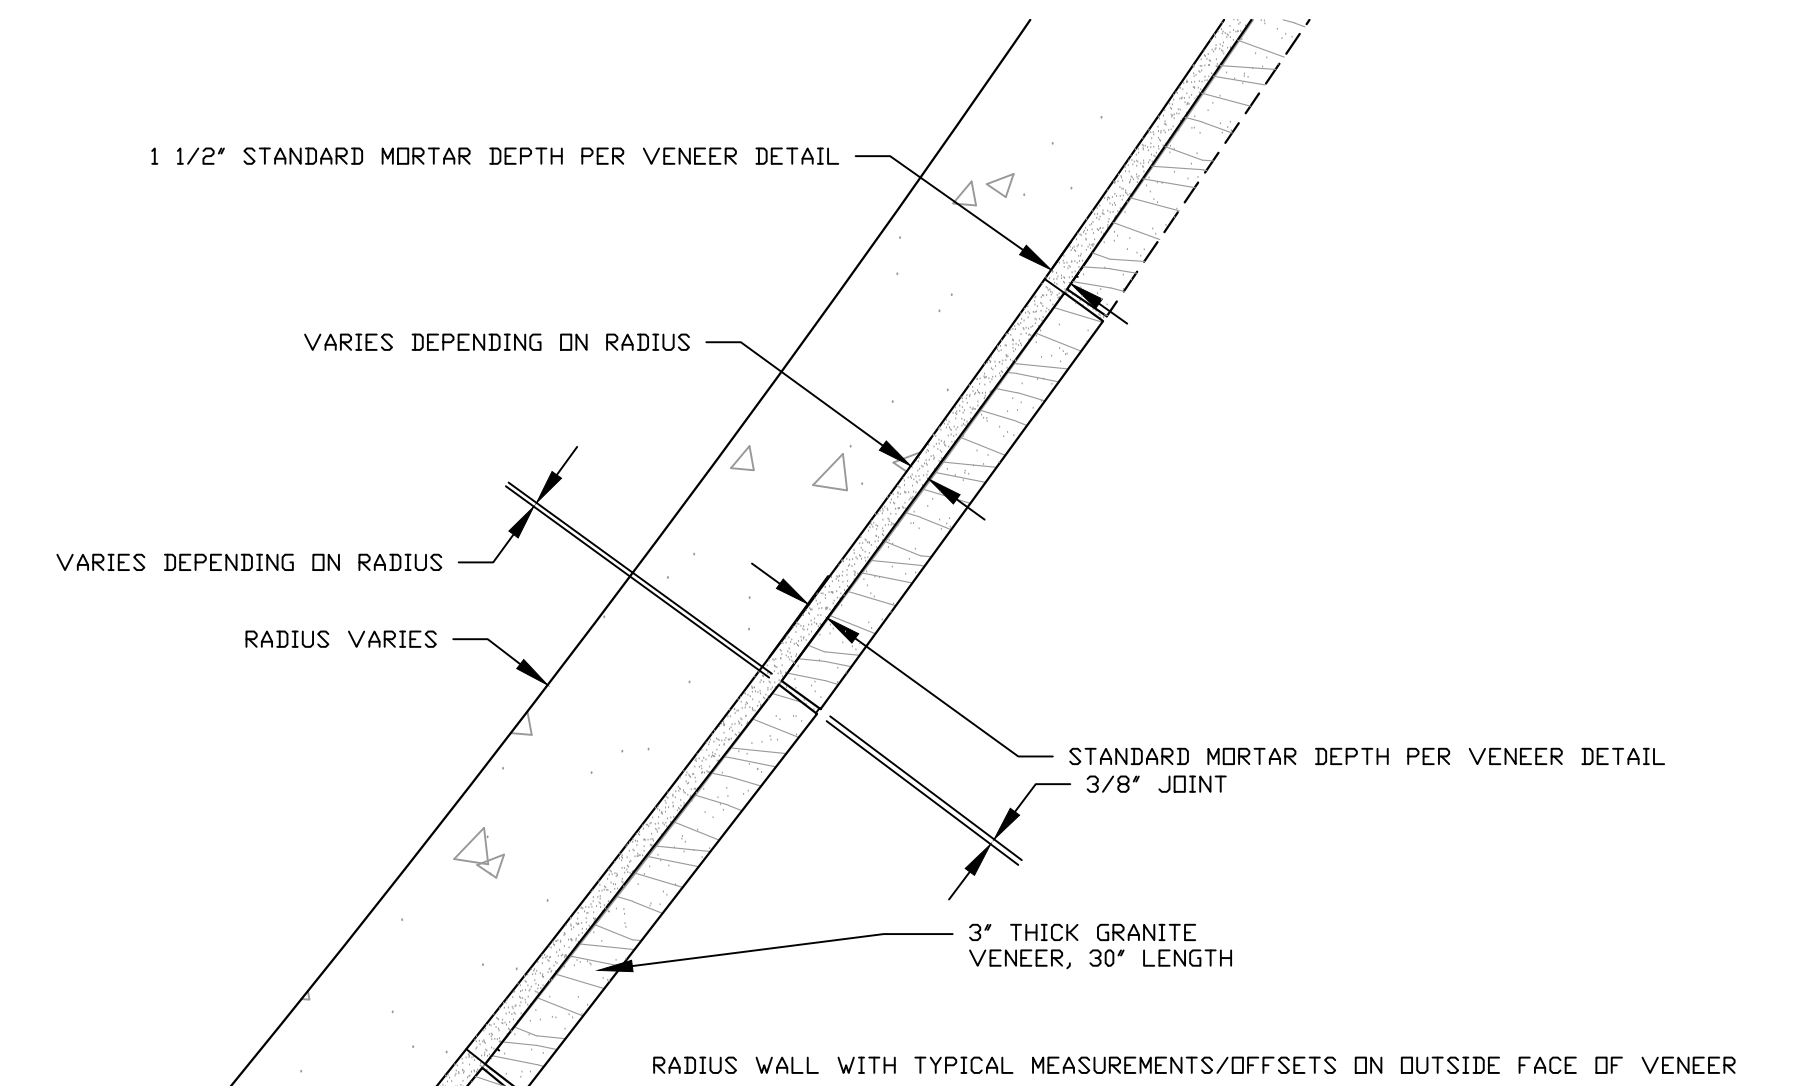 1 1/2" STANDARD MORTAR DEPTH PER VENEER DETAIL
VARIES DEPENDING ON RADIUS
VARIES DEPENDING ON RADIUS
RADIUS VARIES
STANDARD MORTAR DEPTH PER VENEER DETAIL
3/8" JOINT
3" THICK GRANITE
VENEER, 30" LENGTH
RADIUS WALL WITH TYPICAL MEASUREMENTS/OFFSETS ON OUTSIDE FACE OF VENEER